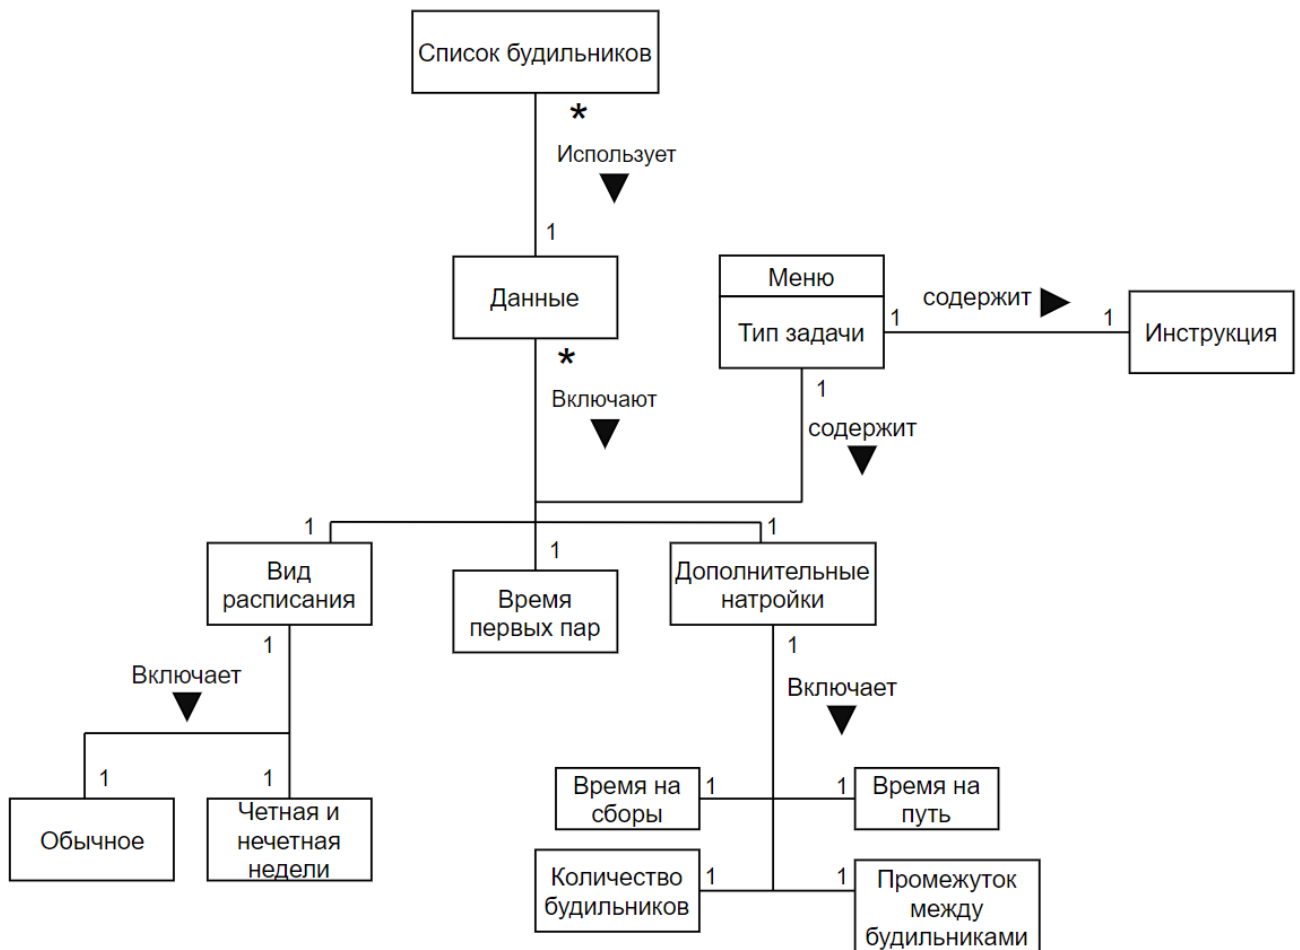 Список будильников
*
Использует
1
Данные
Меню
Тип задачи
1
содержит
1
Инструкция
*
Включают
1
содержит
1
Вид
расписания
1
Время
первых пар
1
Дополнительные
натройки
1
Включает
1
Обычное
1
Четная и
нечетная
недели
1
Включает
Время на
сборы
1
1
Время на
путь
Количество
будильников
1
1
Промежуток
между
будильниками